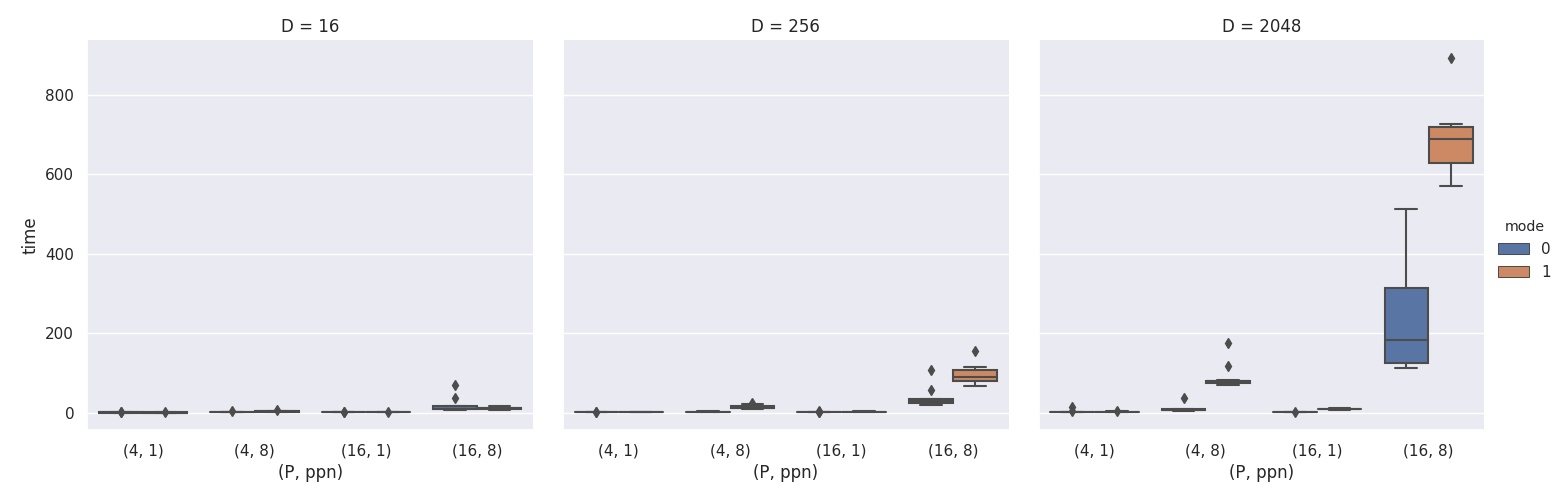 D = 16
D = 256
D = 2048
time
800
600
400
200
0
(4, 1) (4, 8) (16, 1) (16, 8)
(P, ppn)
(4, 1) (4, 8) (16, 1) (16, 8)
(P, ppn)
(4, 1) (4, 8) (16, 1) (16, 8)
(P, ppn)
mode
0
1